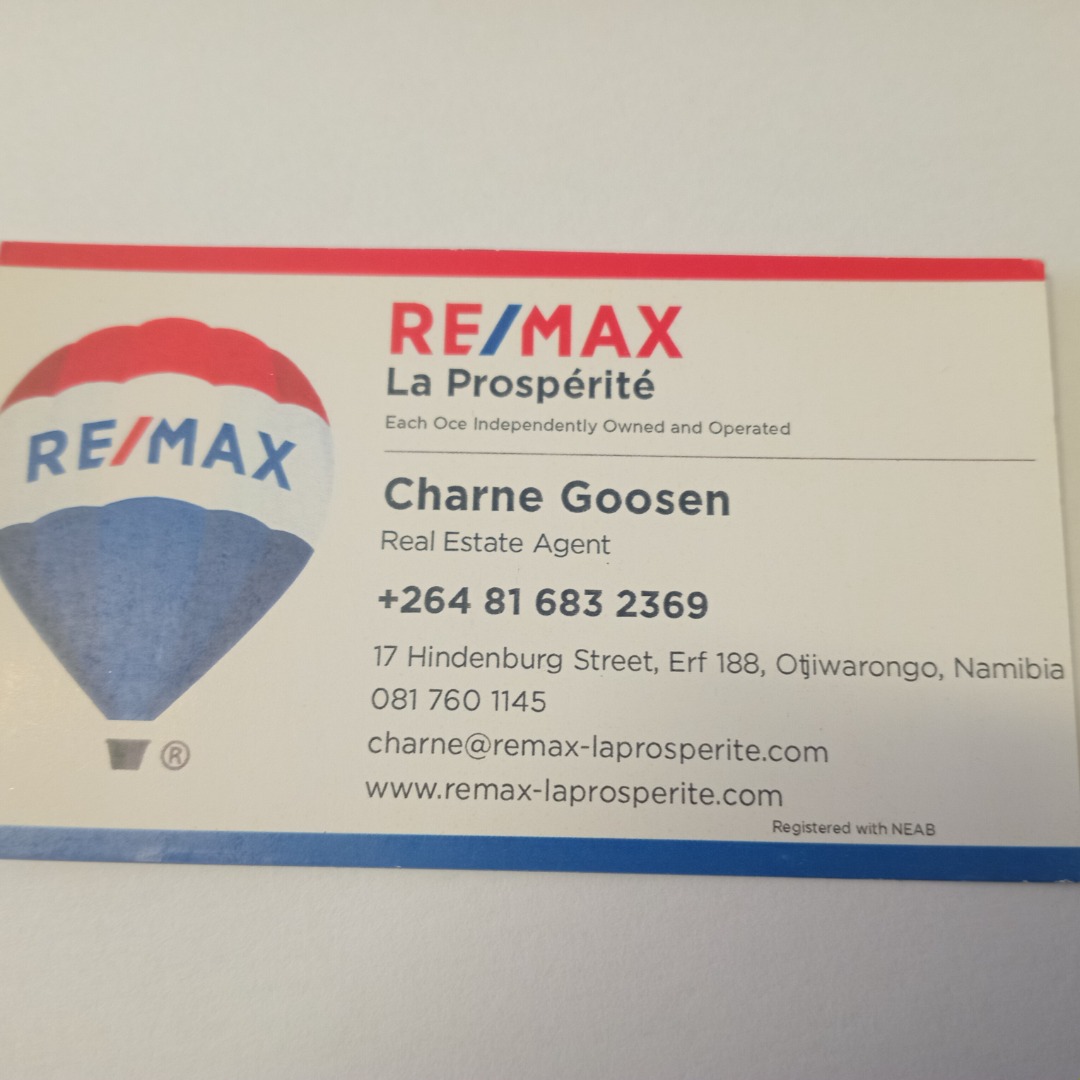 RE/MAX
RE/MAX
La Prospérité
Each Oce Independently Owned and Operated
Charne Goosen
Real Estate Agent
+264 81 683 2369
17 Hindenburg Street, Erf 188, Otjiwarongo, Namibia
081 760 1145
charne@remax-laprosperite.com
www.remax-laprosperite.com
Registered with NEAB
®